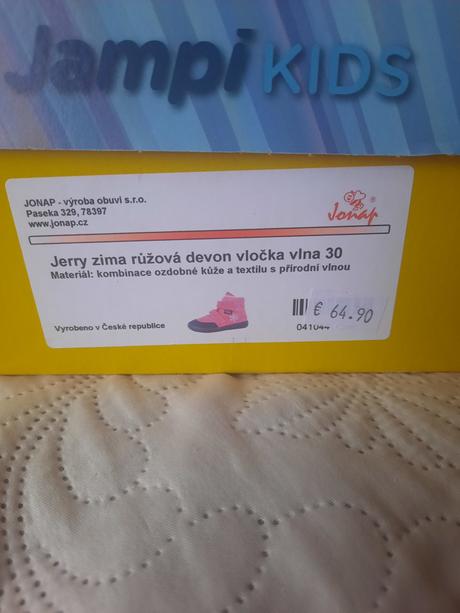 Jampi KIDS
JONAP - výroba obuvi s.r.o.
Paseka 329, 78397
www.jonap.cz
Jonap ®
Jerry zima růžová devon vločka vlna 30
Materiál: kombinace ozdobné kůže a textilu s přírodní vlnou
€ 64.90
Vyrobeno v České republice
041044